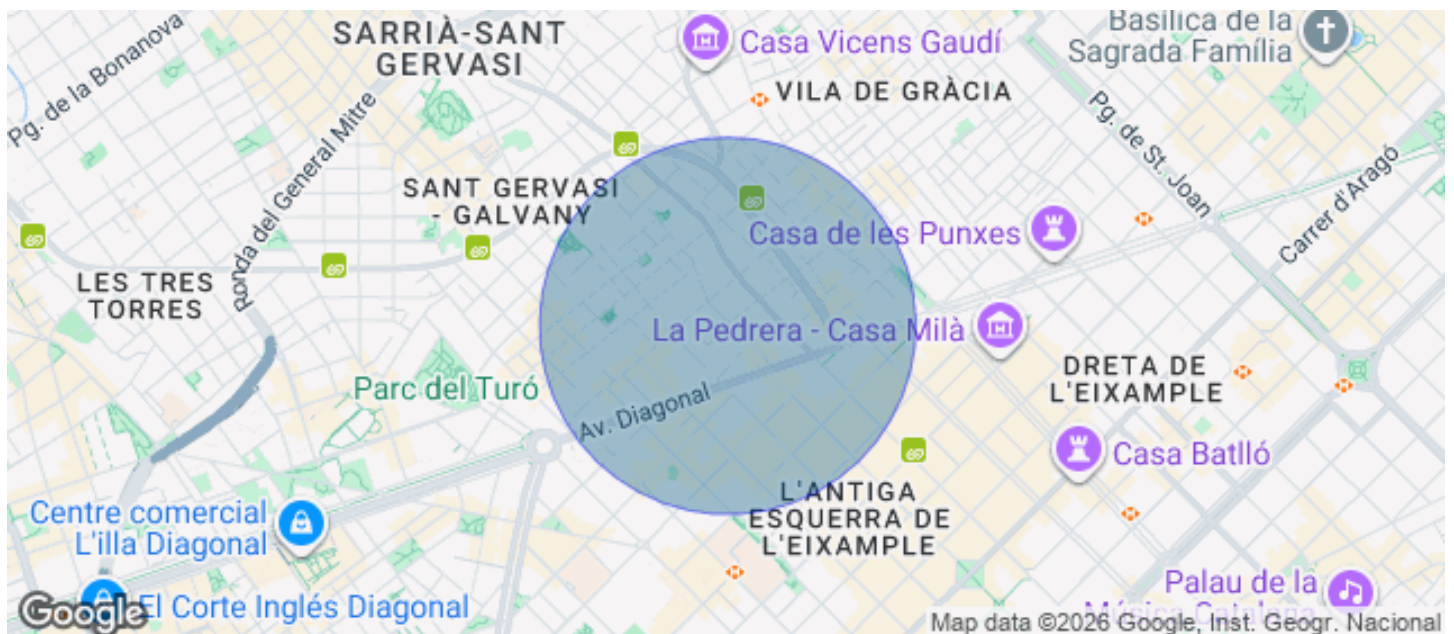 Basílica de la
Sagrada Família
SARRIÀ-SANT
GERVASI
Casa Vicens Gaudí
Pg. de la Bonanova
VILA DE GRÀCIA
Ronda del General Mitre
Pg. de St. Joan
Carrer d'Aragó
SANT GERVASI
- GALVANY
Casa de les Punxes
LES TRES
TORRES
La Pedrera - Casa Milà
Parc del Turó
DRETA DE
L'EIXAMPLE
Av. Diagonal
Casa Batlló
L'ANTIGA
ESQUERRA DE
L'EIXAMPLE
Centre comercial
L'illa Diagonal
El Corte Inglés Diagonal
Palau de la
Música Catalana
Google
Map data ©2026 Google, Inst. Geogr. Nacional